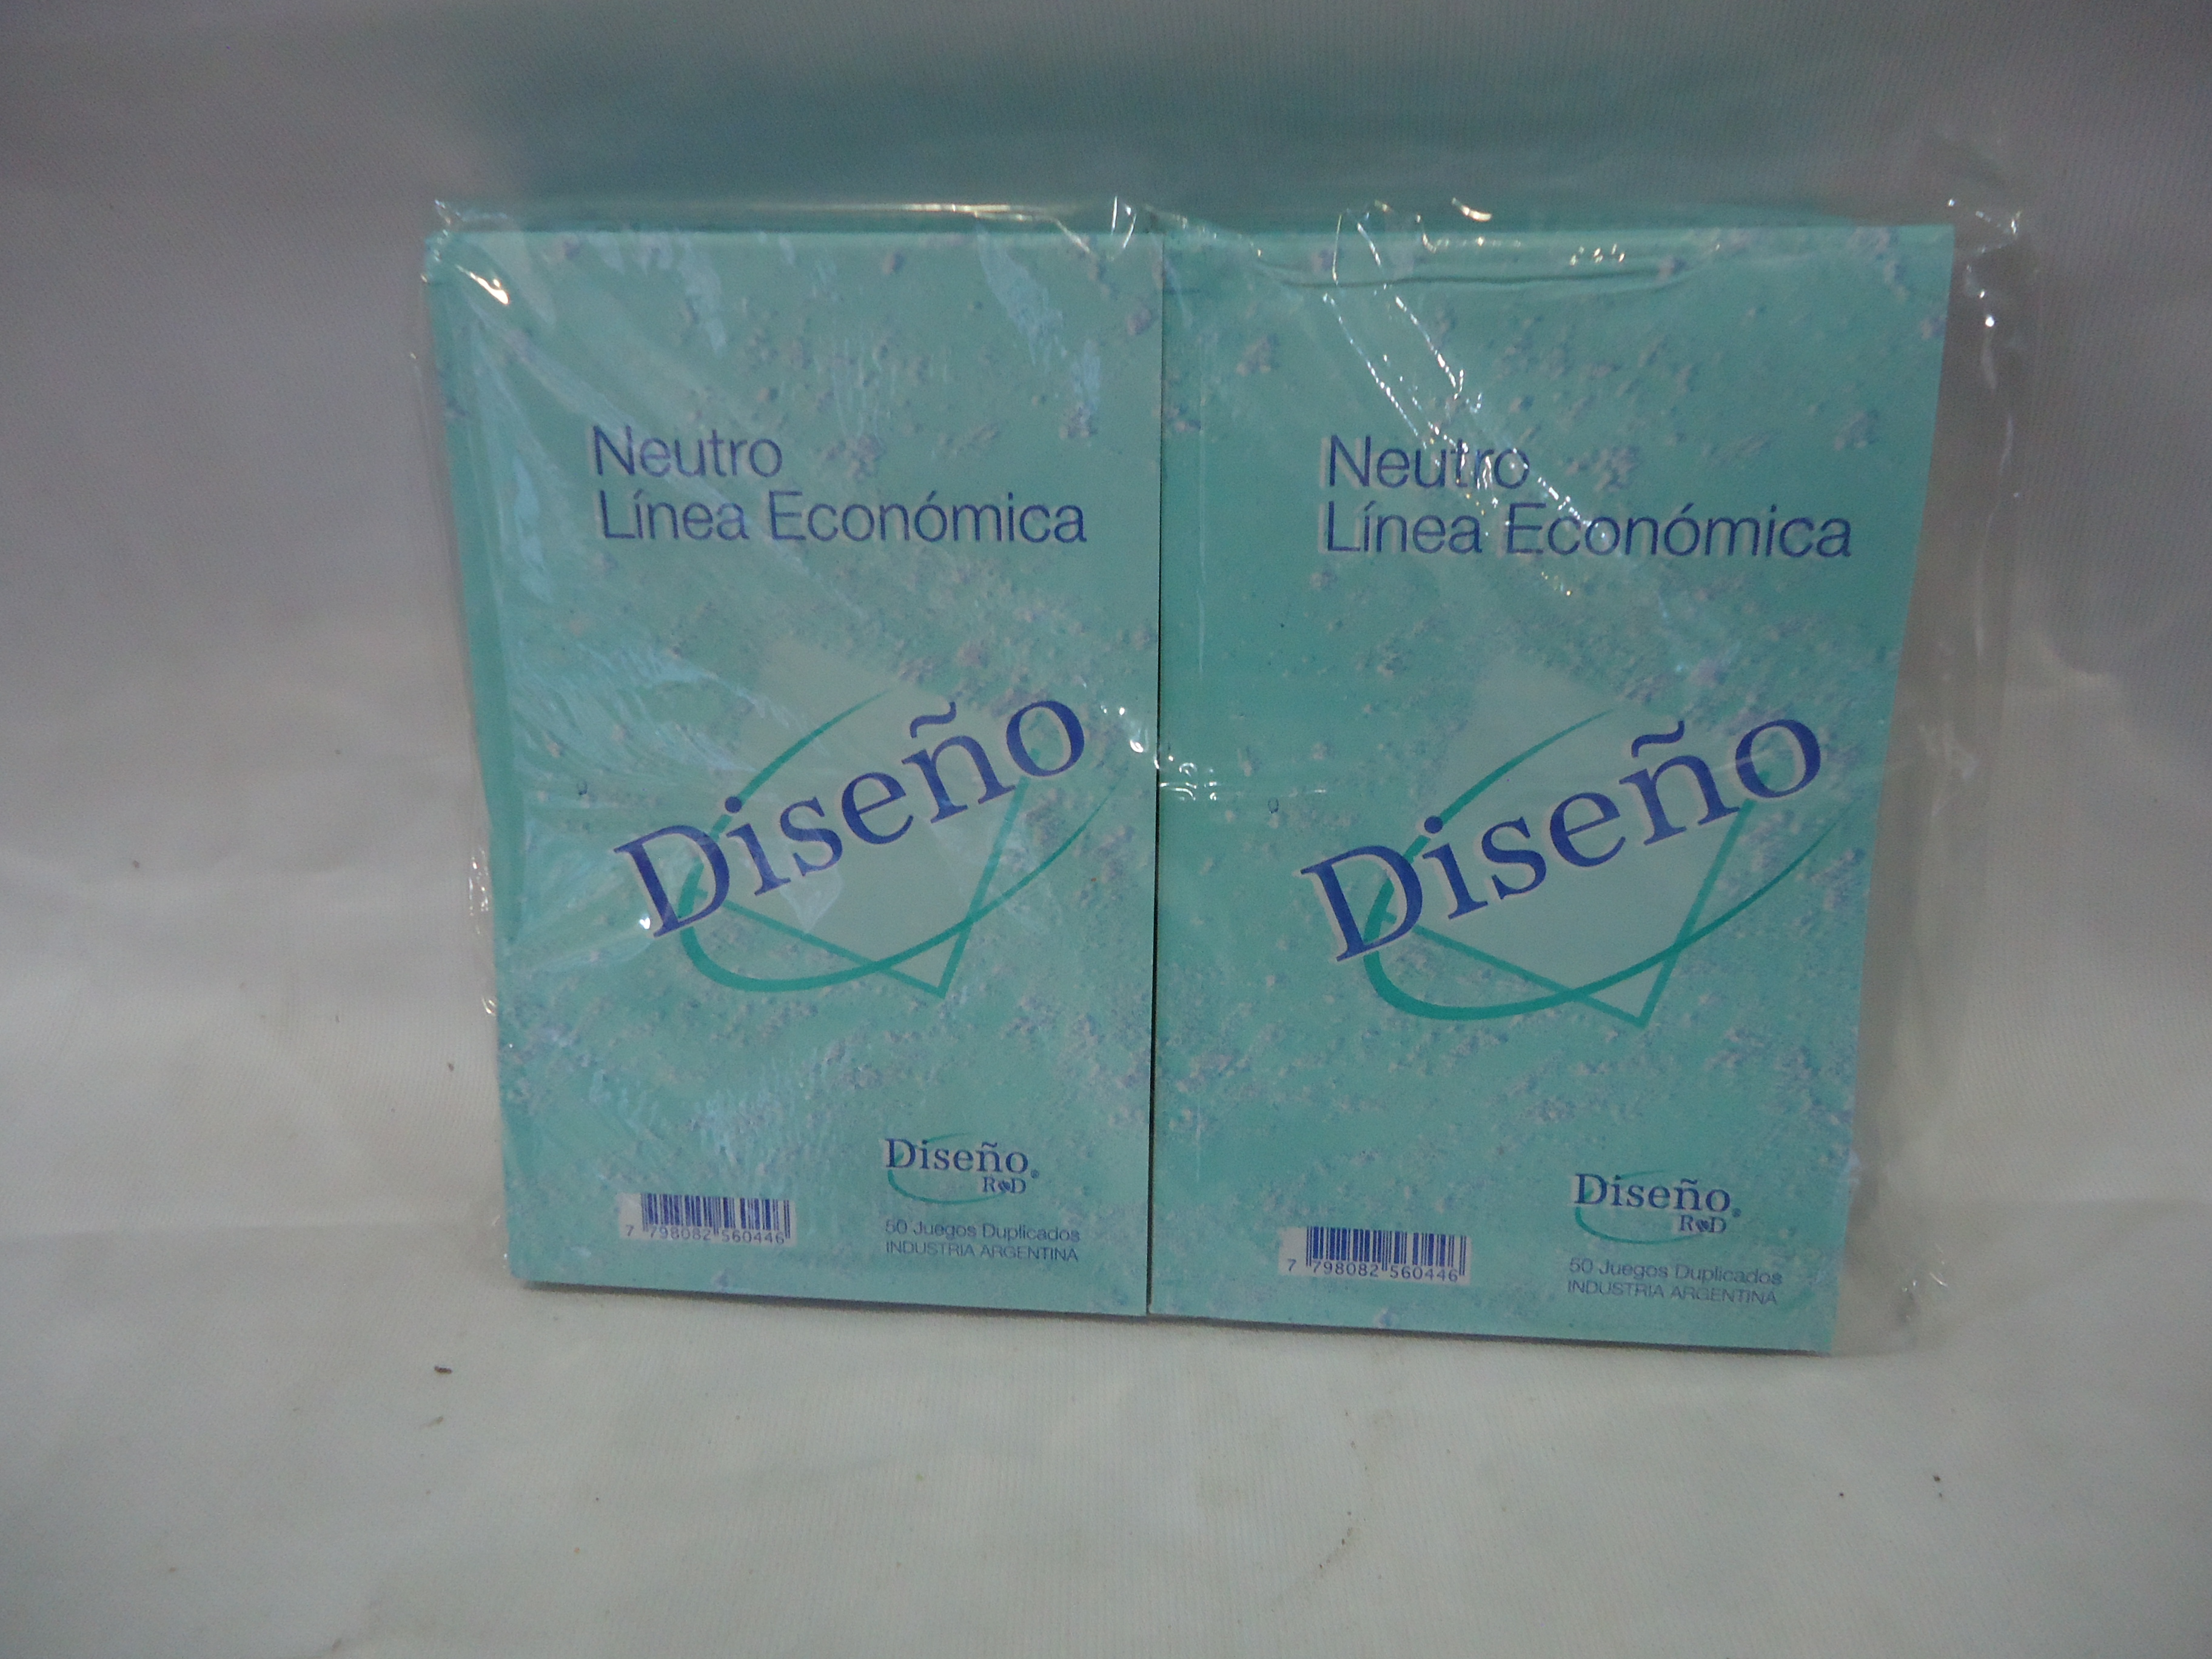 Neutro
Línea Económica
Diseño
Diseño®
R&D
7 798082 560446
50 Juegos Duplicados
INDUSTRIA ARGENTINA
Neutro
Línea Económica
Diseño
Diseño®
R&D
7 798082 560446
50 Juegos Duplicados
INDUSTRIA ARGENTINA